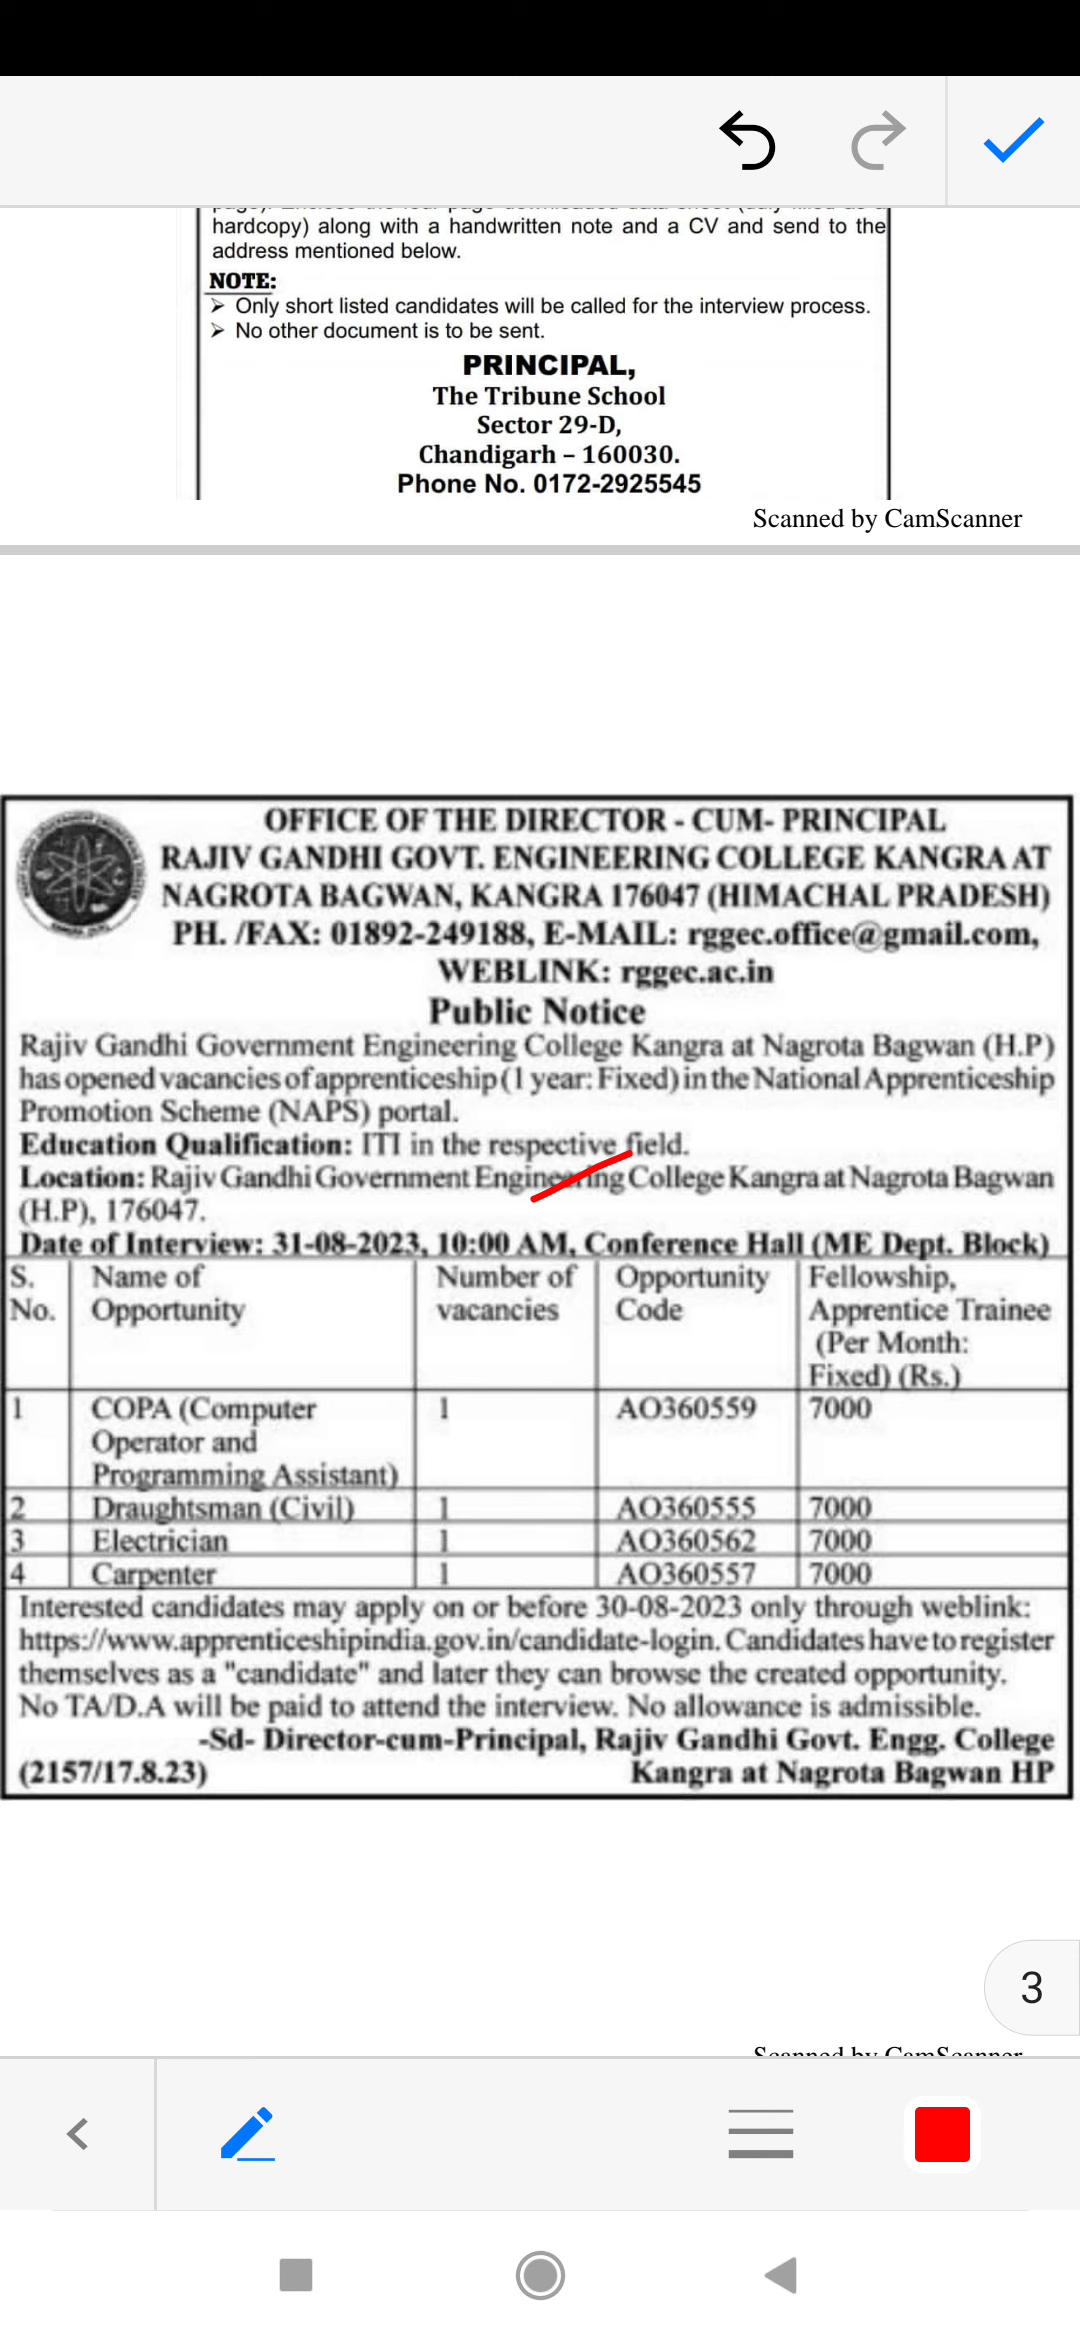 hardcopy) along with a handwritten note and a CV and send to the
address mentioned below.
NOTE:
➢ Only short listed candidates will be called for the interview process.
➢ No other document is to be sent.
PRINCIPAL,
The Tribune School
Sector 29-D,
Chandigarh – 160030.
Phone No. 0172-2925545
Scanned by CamScanner
OFFICE OF THE DIRECTOR - CUM- PRINCIPAL
RAJIV GANDHI GOVT. ENGINEERING COLLEGE KANGRA AT
NAGROTA BAGWAN, KANGRA 176047 (HIMACHAL PRADESH)
PH. /FAX: 01892-249188, E-MAIL: rggec.office@gmail.com,
WEBLINK: rggec.ac.in
Public Notice
Rajiv Gandhi Government Engineering College Kangra at Nagrota Bagwan (H.P)
has opened vacancies of apprenticeship (1 year: Fixed) in the National Apprenticeship
Promotion Scheme (NAPS) portal.
Education Qualification: ITI in the respective field.
Location: Rajiv Gandhi Government Engineering College Kangra at Nagrota Bagwan
(H.P), 176047.
Date of Interview: 31-08-2023, 10:00 AM, Conference Hall (ME Dept. Block)
S. Name of Number of Opportunity Fellowship,
No. Opportunity vacancies Code Apprentice Trainee
(Per Month:
Fixed) (Rs.)
1 COPA (Computer 1 AO360559 7000
Operator and
Programming Assistant)
2 Draughtsman (Civil) 1 AO360555 7000
3 Electrician 1 AO360562 7000
4 Carpenter 1 AO360557 7000
Interested candidates may apply on or before 30-08-2023 only through weblink:
https://www.apprenticeshipindia.gov.in/candidate-login. Candidates have to register
themselves as a "candidate" and later they can browse the created opportunity.
No TA/D.A will be paid to attend the interview. No allowance is admissible.
-Sd- Director-cum-Principal, Rajiv Gandhi Govt. Engg. College
(2157/17.8.23) Kangra at Nagrota Bagwan HP
3
Scanned by CamScanner